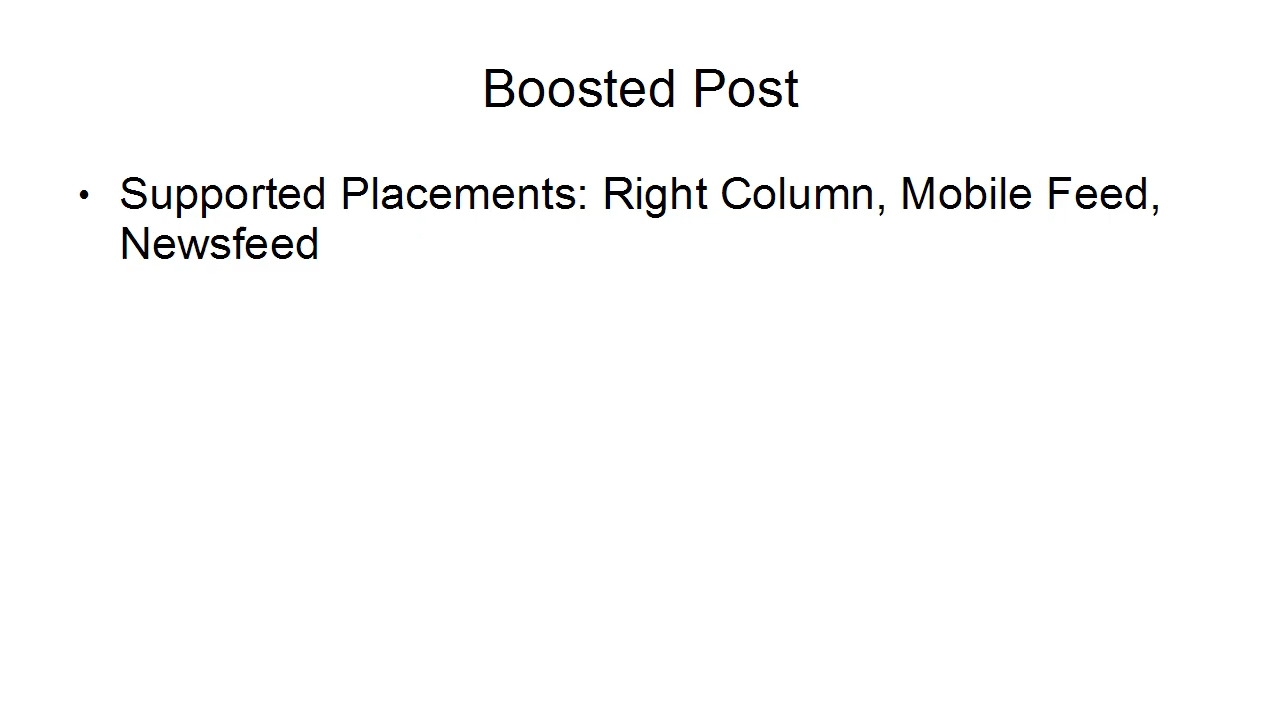 Boosted Post
• Supported Placements: Right Column, Mobile Feed,
Newsfeed